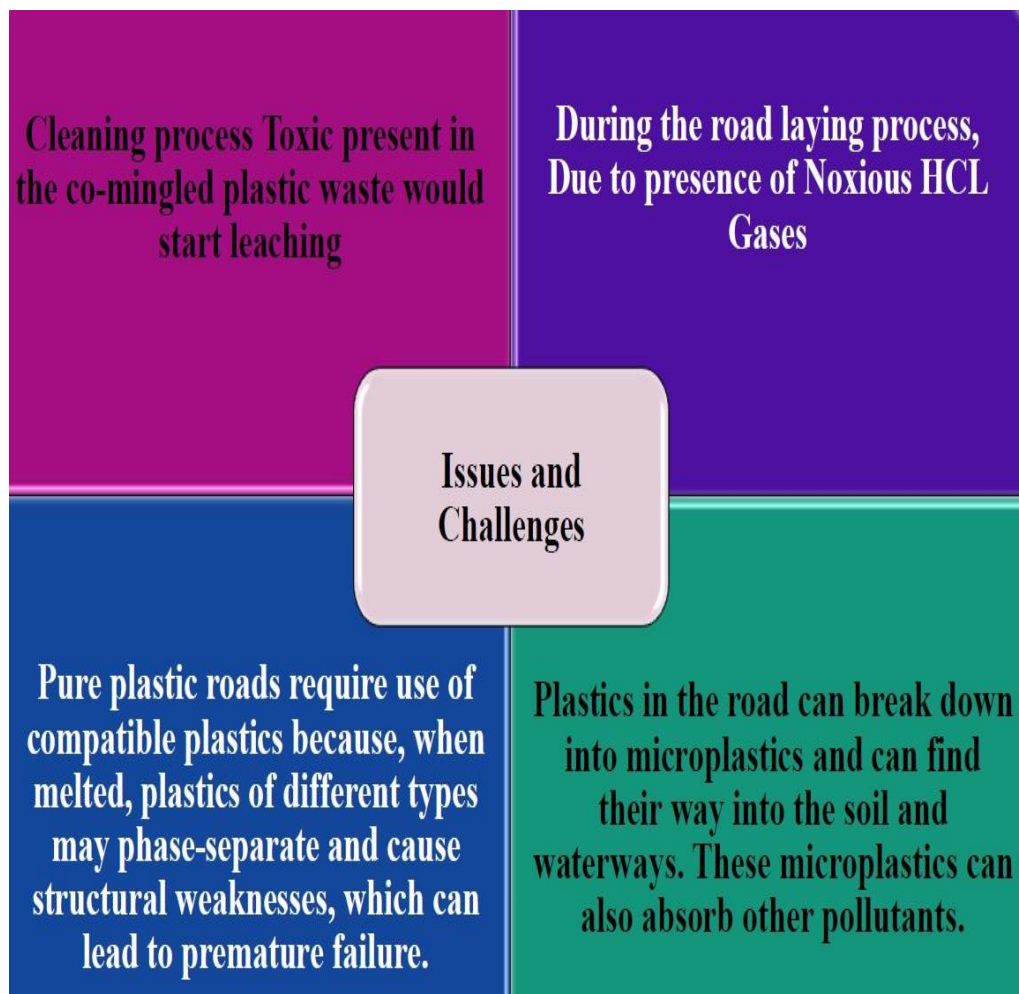 Cleaning process Toxic present in
the co-mingled plastic waste would
start leaching
During the road laying process,
Due to presence of Noxious HCL
Gases
Issues and
Challenges
Pure plastic roads require use of
compatible plastics because, when
melted, plastics of different types
may phase-separate and cause
structural weaknesses, which can
lead to premature failure.
Plastics in the road can break down
into microplastics and can find
their way into the soil and
waterways. These microplastics can
also absorb other pollutants.